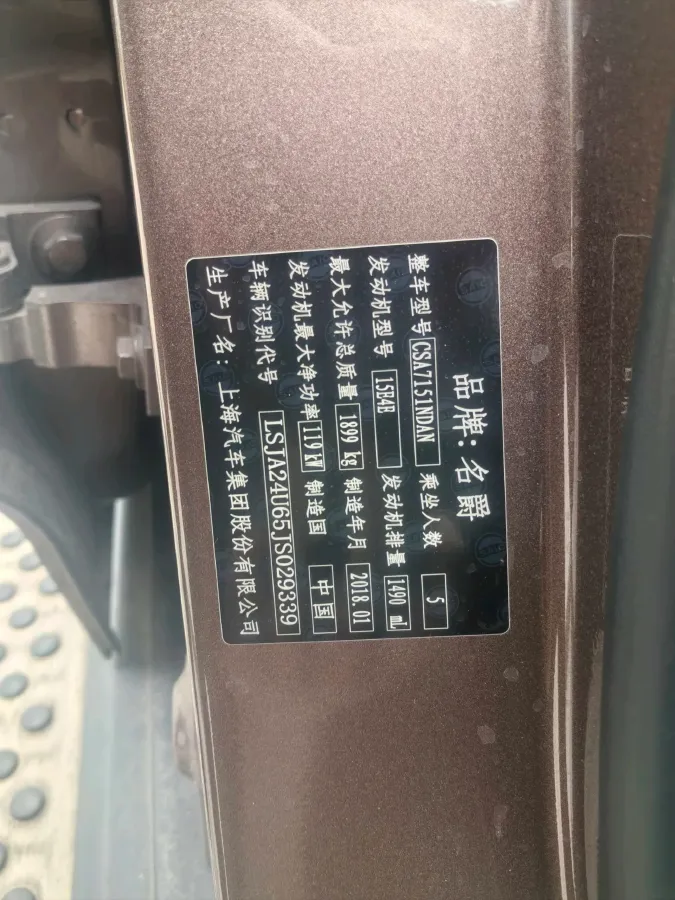 品牌：名爵
整车型号 CSA7151NDAN 乘坐人数 5
发动机型号 15E4E 发动机排量 1490 mL
最大允许总质量 1899 kg 制造年月 2018.01
发动机最大净功率 119 kW 制造国 中国
车辆识别代号 LSJA24U65JS029339
生产厂名：上海汽车集团股份有限公司